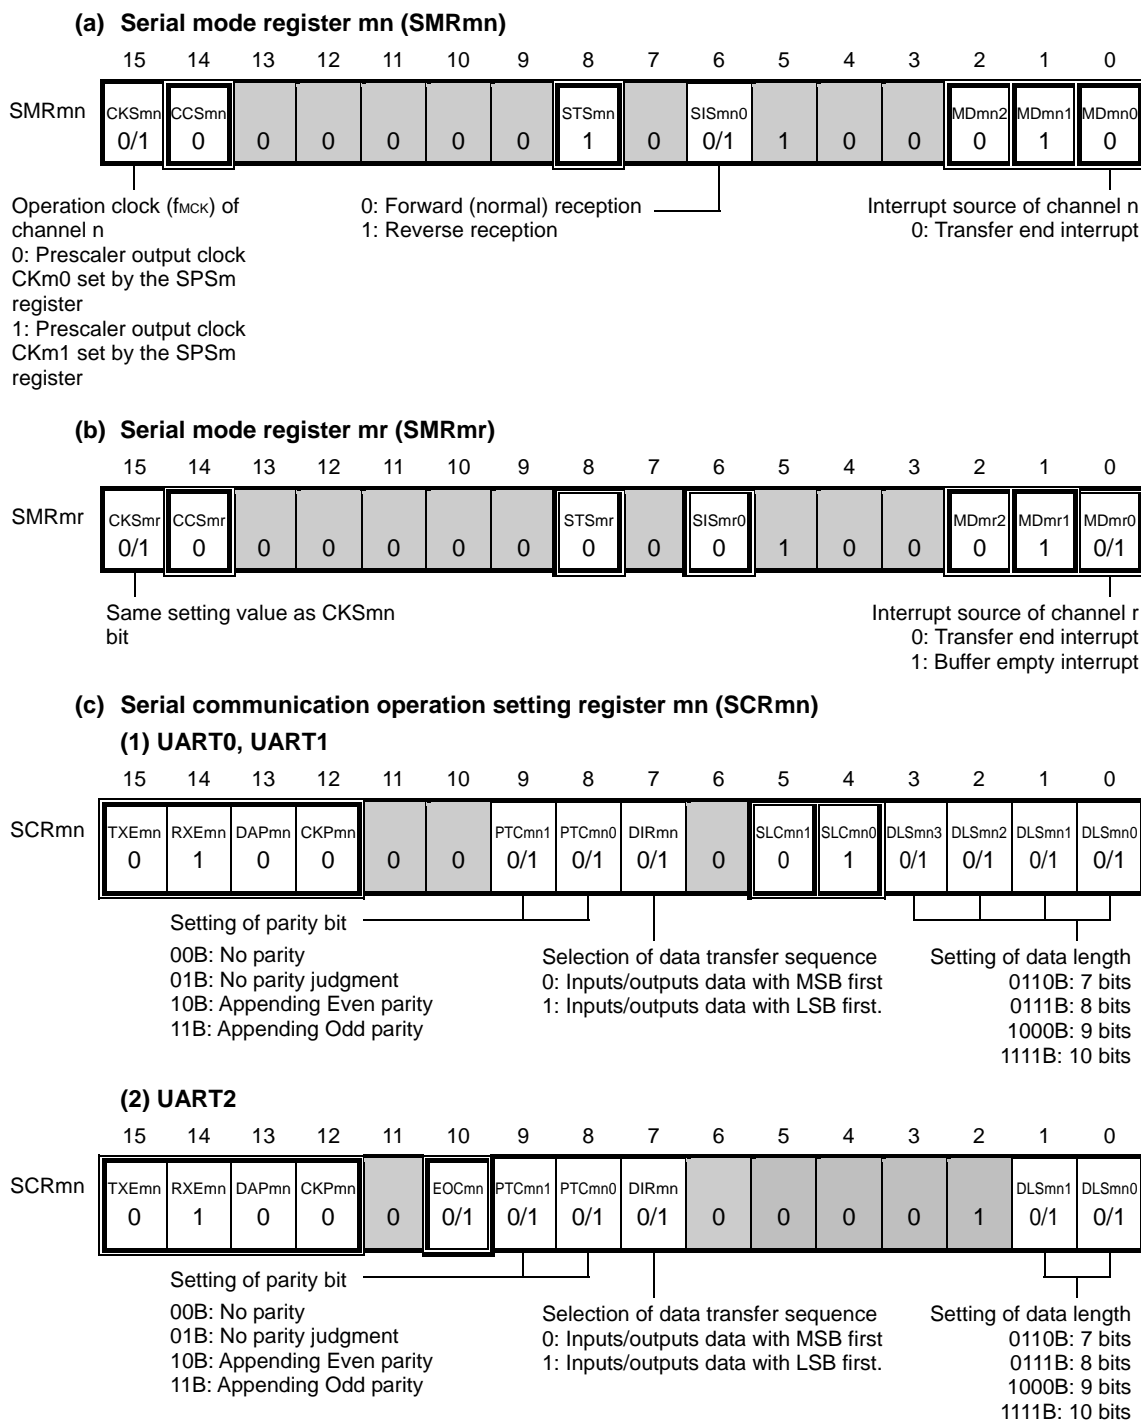 (a) Serial mode register mn (SMRmn)
15 14 13 12 11 10 9 8 7 6 5 4 3 2 1 0
SMRmn
CKSmn CCSmn STSmn SISmn0 MDmn2 MDmn1 MDmn0
0/1 0 0 0 0 0 0 1 0 0/1 1 0 0 0 1 0
Operation clock (fMCK) of
channel n
0: Prescaler output clock
CKm0 set by the SPSm
register
1: Prescaler output clock
CKm1 set by the SPSm
register
0: Forward (normal) reception
1: Reverse reception
Interrupt source of channel n
0: Transfer end interrupt
(b) Serial mode register mr (SMRmr)
15 14 13 12 11 10 9 8 7 6 5 4 3 2 1 0
SMRmr
CKSmr CCSmr STSmr SISmr0 MDmr2 MDmr1 MDmr0
0/1 0 0 0 0 0 0 0 0 0 1 0 0 0 1 0/1
Same setting value as CKSmn
bit
Interrupt source of channel r
0: Transfer end interrupt
1: Buffer empty interrupt
(c) Serial communication operation setting register mn (SCRmn)
(1) UART0, UART1
15 14 13 12 11 10 9 8 7 6 5 4 3 2 1 0
SCRmn
TXEmn RXEmn DAPmn CKPmn PTCmn1 PTCmn0 DIRmn SLCmn1 SLCmn0 DLSmn3 DLSmn2 DLSmn1 DLSmn0
0 1 0 0 0 0 0/1 0/1 0/1 0 0 1 0/1 0/1 0/1 0/1
Setting of parity bit
00B: No parity
01B: No parity judgment
10B: Appending Even parity
11B: Appending Odd parity
Selection of data transfer sequence
0: Inputs/outputs data with MSB first
1: Inputs/outputs data with LSB first.
Setting of data length
0110B: 7 bits
0111B: 8 bits
1000B: 9 bits
1111B: 10 bits
(2) UART2
15 14 13 12 11 10 9 8 7 6 5 4 3 2 1 0
SCRmn
TXEmn RXEmn DAPmn CKPmn EOCmn PTCmn1 PTCmn0 DIRmn DLSmn1 DLSmn0
0 1 0 0 0 0/1 0/1 0/1 0/1 0 0 0 0 1 0/1 0/1
Setting of parity bit
00B: No parity
01B: No parity judgment
10B: Appending Even parity
11B: Appending Odd parity
Selection of data transfer sequence
0: Inputs/outputs data with MSB first
1: Inputs/outputs data with LSB first.
Setting of data length
0110B: 7 bits
0111B: 8 bits
1000B: 9 bits
1111B: 10 bits